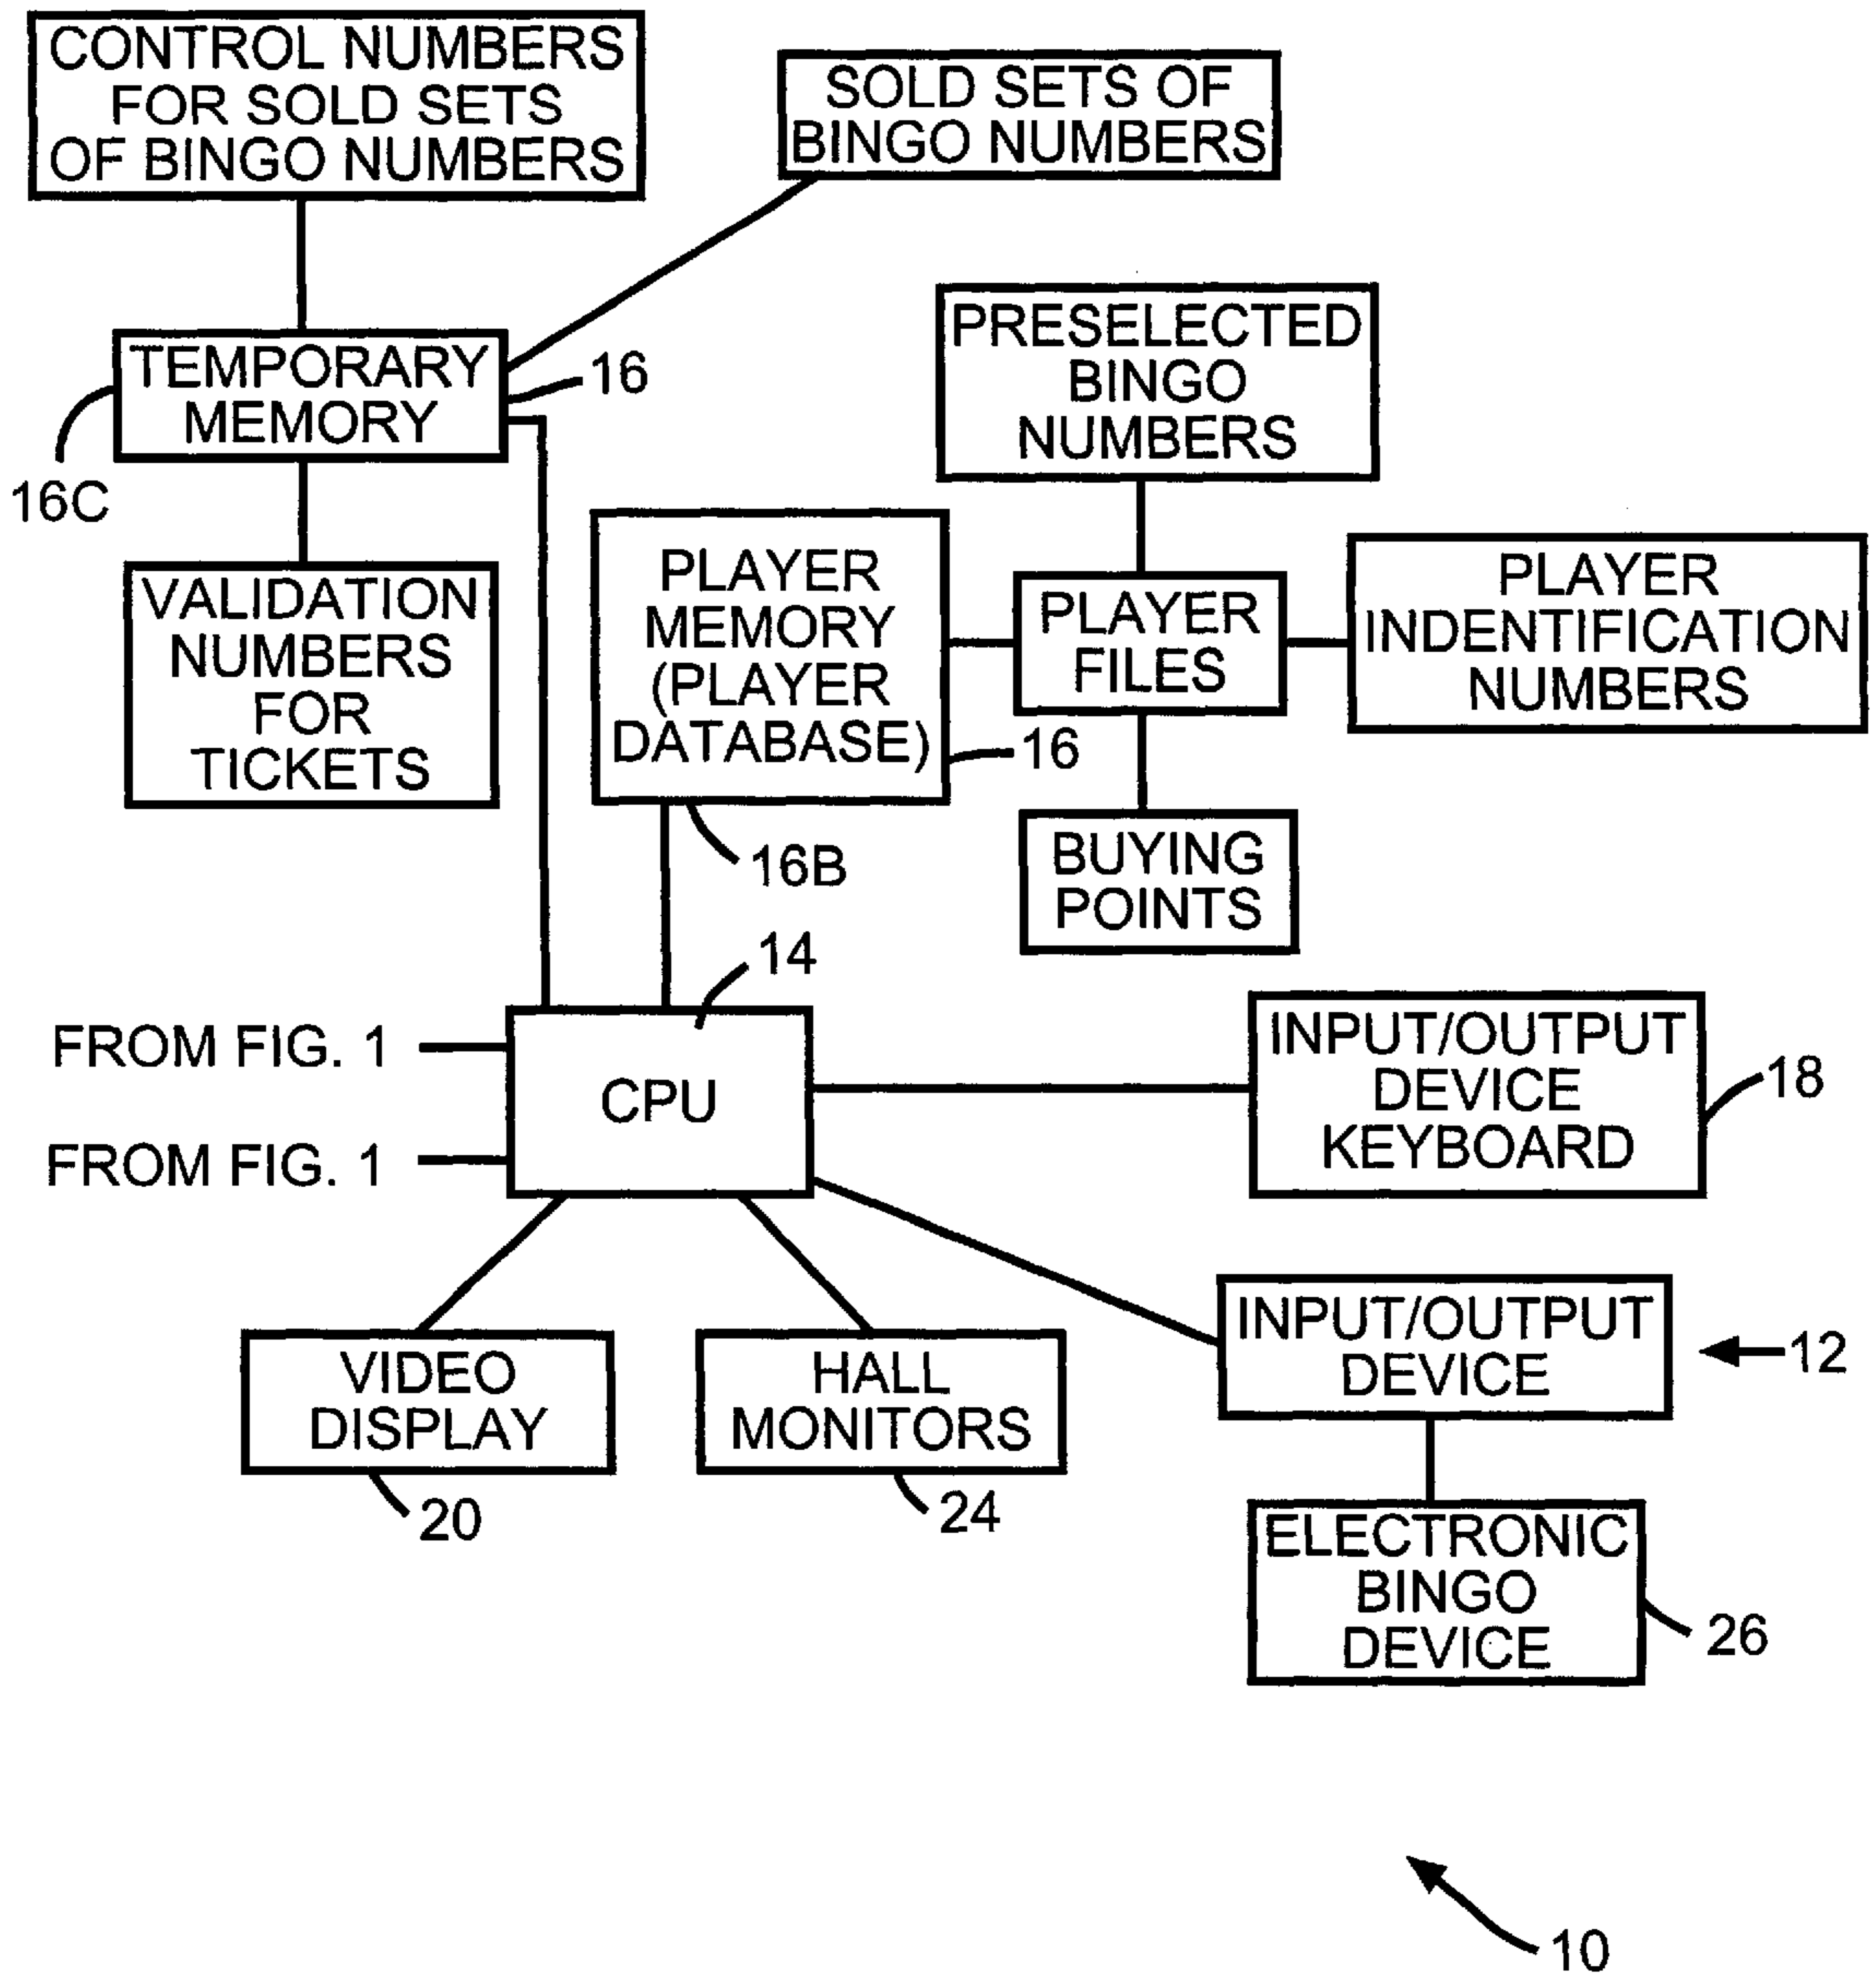 CONTROL NUMBERS
FOR SOLD SETS
OF BINGO NUMBERS
SOLD SETS OF
BINGO NUMBERS
TEMPORARY
MEMORY
16
16C
PRESELECTED
BINGO
NUMBERS
VALIDATION
NUMBERS
FOR
TICKETS
PLAYER
MEMORY
(PLAYER
DATABASE)
16
16B
PLAYER
FILES
PLAYER
INDENTIFICATION
NUMBERS
BUYING
POINTS
14
FROM FIG. 1
FROM FIG. 1
CPU
INPUT/OUTPUT
DEVICE
KEYBOARD
18
VIDEO
DISPLAY
20
HALL
MONITORS
24
INPUT/OUTPUT
DEVICE
12
ELECTRONIC
BINGO
DEVICE
26
10